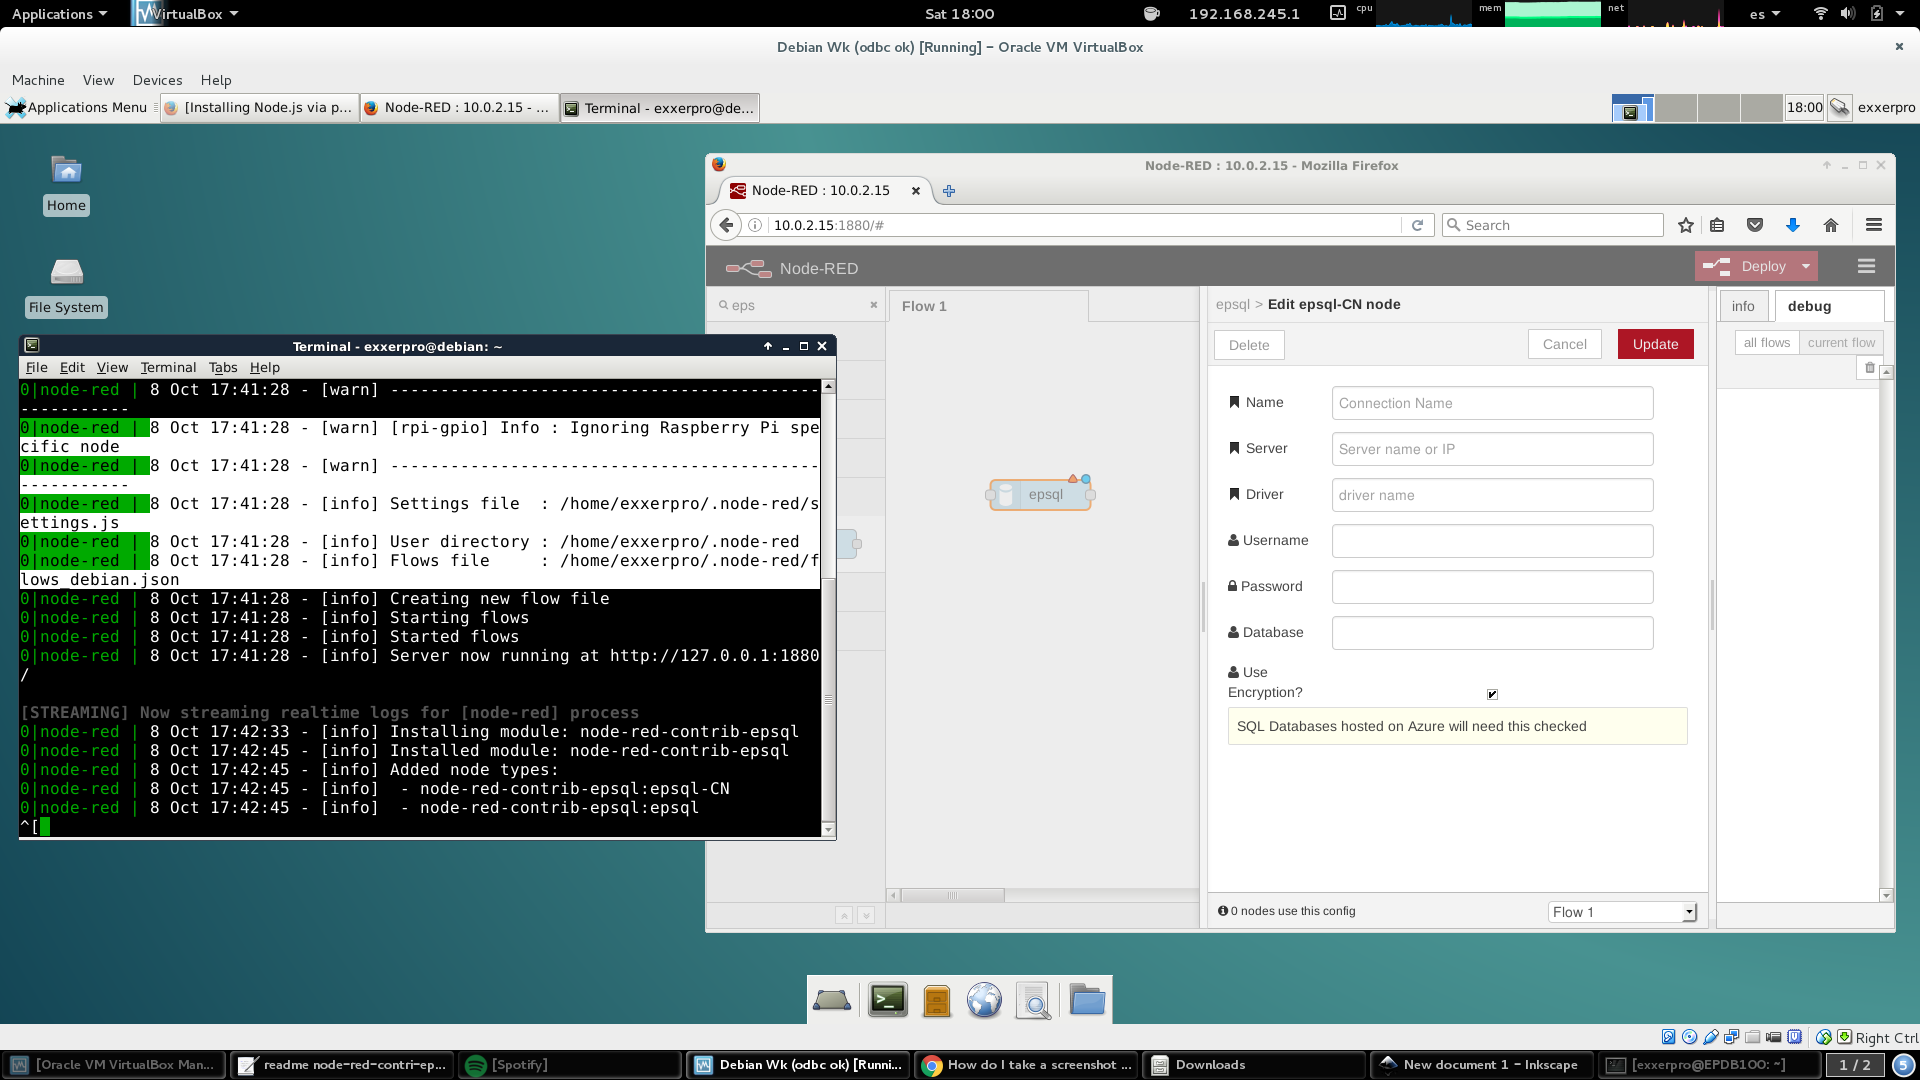 Applications
VirtualBox
Sat 18:00
192.168.245.1
cpu
mem
net
es
Debian Wk (odbc ok) [Running] – Oracle VM VirtualBox
Machine View Devices Help
Applications Menu
[Installing Node.js via p...
Node-RED : 10.0.2.15 - ...
Terminal - exxerpro@de...
18:00
exxerpro
Home
File System
Node-RED : 10.0.2.15 - Mozilla Firefox
Node-RED : 10.0.2.15
10.0.2.15:1880/#
Search
Node-RED
Deploy
eps
Flow 1
epsql
epsql > Edit epsql-CN node
Delete
Cancel
Update
Name
Connection Name
Server
Server name or IP
Driver
driver name
Username
Password
Database
Use
Encryption?
SQL Databases hosted on Azure will need this checked
0 nodes use this config
Flow 1
info
debug
all flows
current flow
Terminal - exxerpro@debian: ~
File Edit View Terminal Tabs Help
0|node-red | 8 Oct 17:41:28 - [warn] -------------------------------------------
-----------
0|node-red | 8 Oct 17:41:28 - [warn] [rpi-gpio] Info : Ignoring Raspberry Pi spe
cific node
0|node-red | 8 Oct 17:41:28 - [warn] -------------------------------------------
-----------
0|node-red | 8 Oct 17:41:28 - [info] Settings file  : /home/exxerpro/.node-red/s
ettings.js
0|node-red | 8 Oct 17:41:28 - [info] User directory : /home/exxerpro/.node-red
0|node-red | 8 Oct 17:41:28 - [info] Flows file     : /home/exxerpro/.node-red/f
lows_debian.json
0|node-red | 8 Oct 17:41:28 - [info] Creating new flow file
0|node-red | 8 Oct 17:41:28 - [info] Starting flows
0|node-red | 8 Oct 17:41:28 - [info] Started flows
0|node-red | 8 Oct 17:41:28 - [info] Server now running at http://127.0.0.1:1880
/
[STREAMING] Now streaming realtime logs for [node-red] process
0|node-red | 8 Oct 17:42:33 - [info] Installing module: node-red-contrib-epsql
0|node-red | 8 Oct 17:42:45 - [info] Installed module: node-red-contrib-epsql
0|node-red | 8 Oct 17:42:45 - [info] Added node types:
0|node-red | 8 Oct 17:42:45 - [info]  - node-red-contrib-epsql:epsql-CN
0|node-red | 8 Oct 17:42:45 - [info]  - node-red-contrib-epsql:epsql
^[
Right Ctrl
[Oracle VM VirtualBox Man...
readme node-red-contri-ep...
[Spotify]
Debian Wk (odbc ok) [Runni...
How do I take a screenshot ...
Downloads
New document 1 – Inkscape
[exxerpro@EPDB100: ~]
1 / 2
5